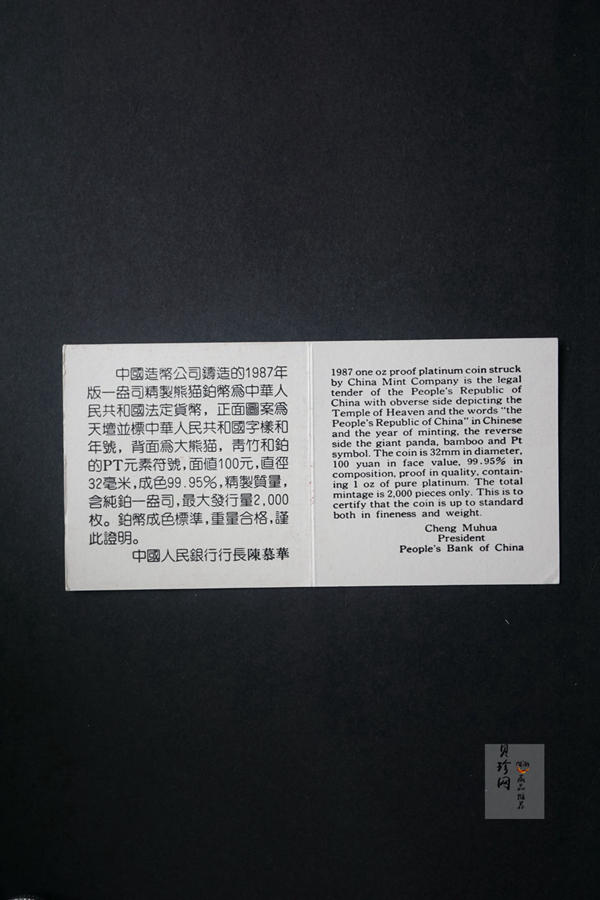 中國造幣公司鑄造的1987年
版一盎司精製熊猫鉑幣爲中華人
民共和國法定貨幣，正面圖案爲
天壇並標中華人民共和國字樣和
年號，背面爲大熊猫，靑竹和鉑
的PT元素符號，面値100元，直徑
32毫米，成色99.95%，精製質量，
含純鉑一盎司，最大發行量2,000
枚。鉑幣成色標準，重量合格，謹
此證明。
中國人民銀行行長陳慕華
1987 one oz proof platinum coin struck
by China Mint Company is the legal
tender of the People's Republic of
China with obverse side depicting the
Temple of Heaven and the words "the
People's Republic of China" in Chinese
and the year of minting, the reverse
side the giant panda, bamboo and Pt
symbol. The coin is 32mm in diameter,
100 yuan in face value, 99.95% in
composition, proof in quality, contain-
ing 1 oz of pure platinum. The total
mintage is 2,000 pieces only. This is to
certify that the coin is up to standard
both in fineness and weight.
Cheng Muhua
President
People's Bank of China
贝珍网
藏品推荐